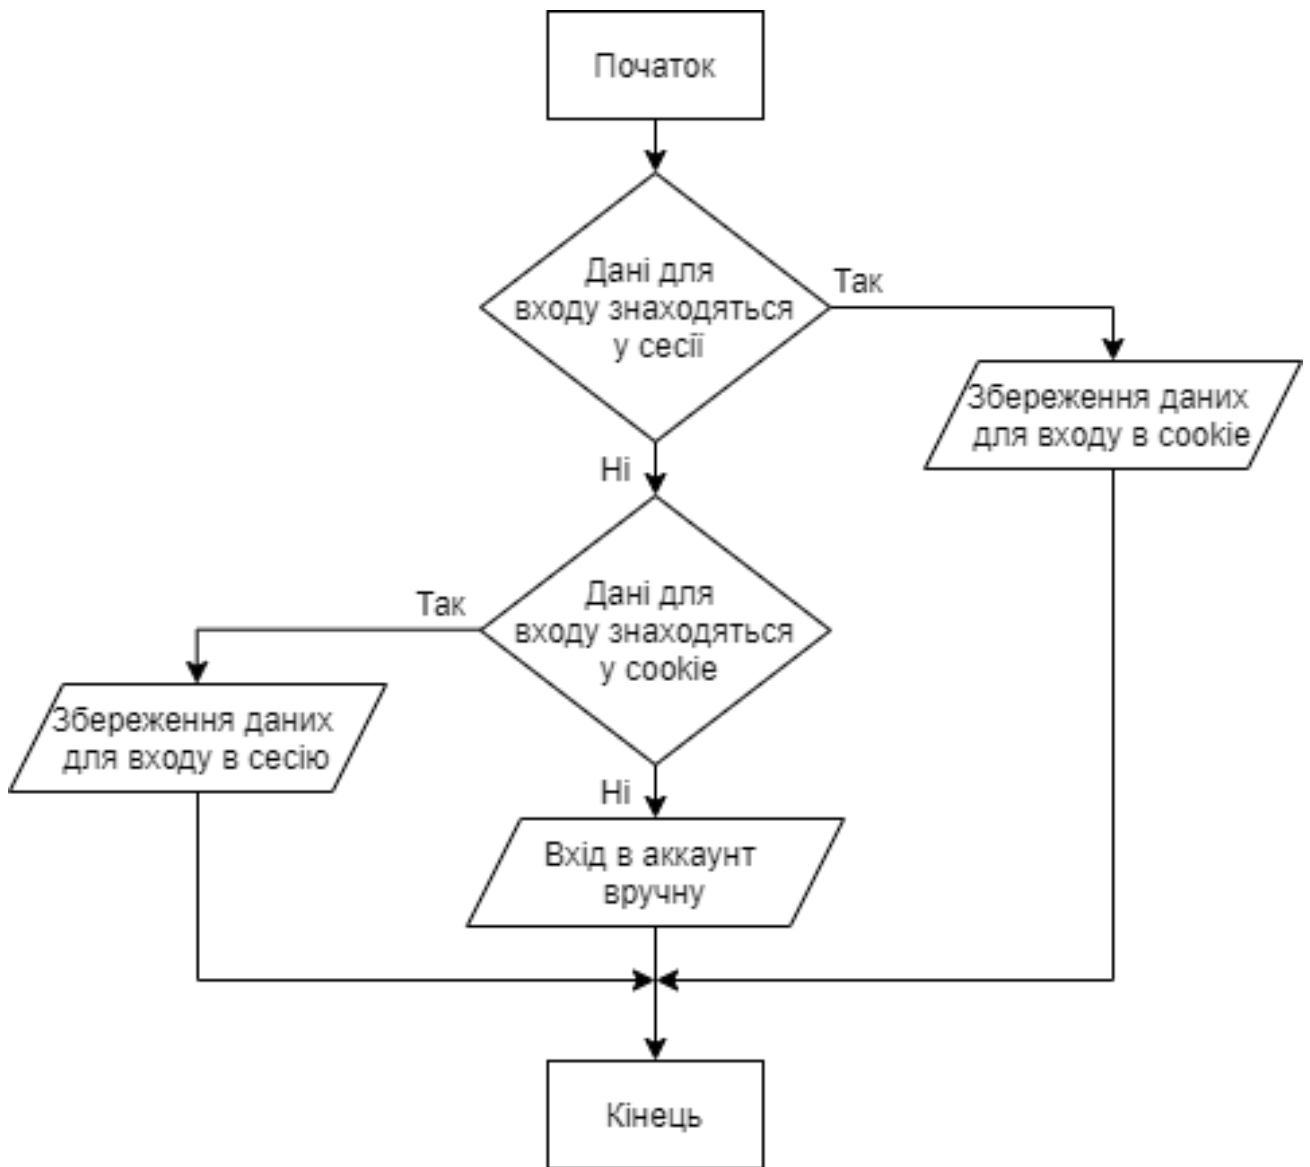 Початок
Дані для
входу знаходяться
у сесії
Так
Збереження даних
для входу в cookie
Ні
Дані для
входу знаходяться
у cookie
Так
Збереження даних
для входу в сесію
Ні
Вхід в аккаунт
вручну
Кінець